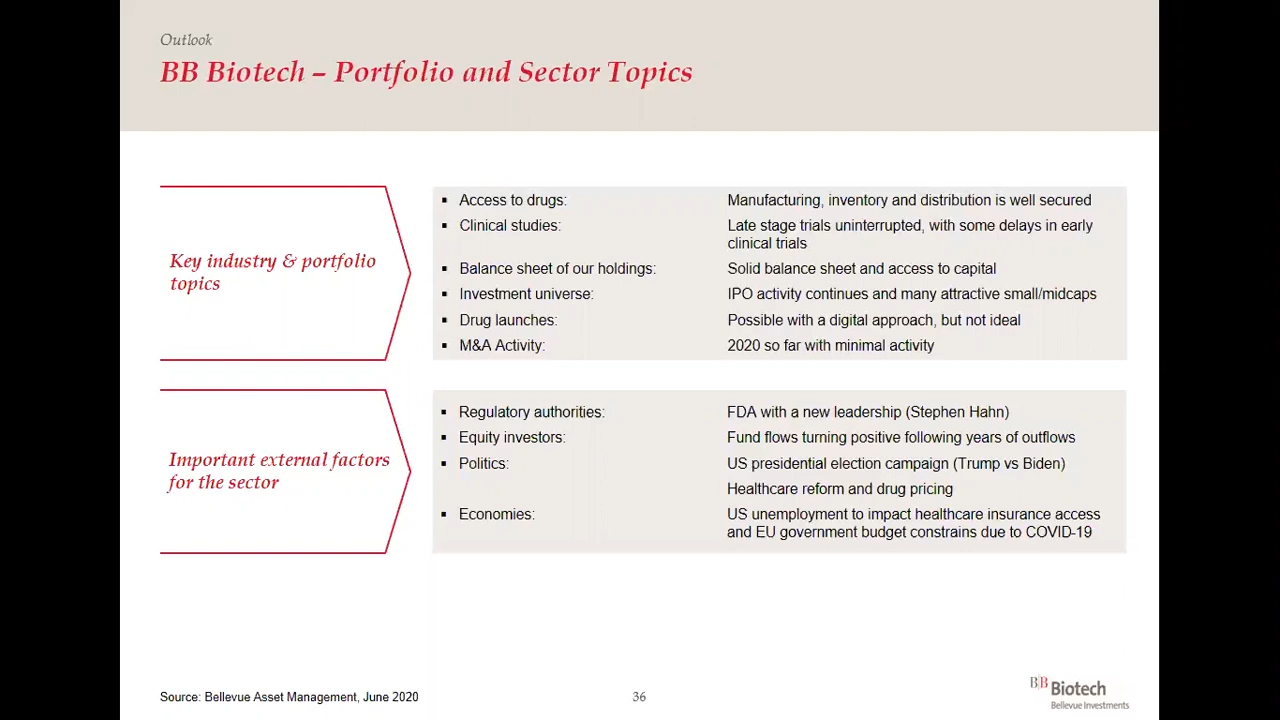 Outlook
BB Biotech – Portfolio and Sector Topics
Key industry & portfolio
topics
▪ Access to drugs: Manufacturing, inventory and distribution is well secured
▪ Clinical studies: Late stage trials uninterrupted, with some delays in early
clinical trials
▪ Balance sheet of our holdings: Solid balance sheet and access to capital
▪ Investment universe: IPO activity continues and many attractive small/midcaps
▪ Drug launches: Possible with a digital approach, but not ideal
▪ M&A Activity: 2020 so far with minimal activity
Important external factors
for the sector
▪ Regulatory authorities: FDA with a new leadership (Stephen Hahn)
▪ Equity investors: Fund flows turning positive following years of outflows
▪ Politics: US presidential election campaign (Trump vs Biden)
Healthcare reform and drug pricing
▪ Economies: US unemployment to impact healthcare insurance access
and EU government budget constrains due to COVID-19
Source: Bellevue Asset Management, June 2020
36
BB Biotech
Bellevue Investments